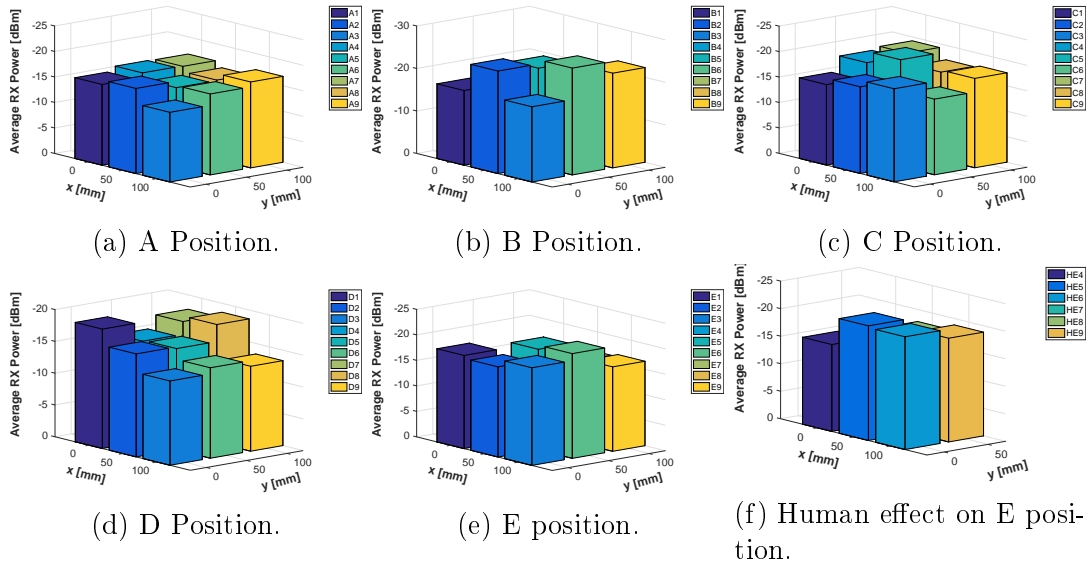 Average RX Power [dBm]
-25
-20
-15
-10
-5
0
0
50
100
x [mm]
0
50
100
y [mm]
A1
A2
A3
A4
A5
A6
A7
A8
A9
(a) A Position.
Average RX Power [dBm]
-30
-20
-10
0
0
50
100
x [mm]
0
50
100
y [mm]
B1
B2
B3
B4
B5
B6
B7
B8
B9
(b) B Position.
Average RX Power [dBm]
-25
-20
-15
-10
-5
0
0
50
100
x [mm]
0
50
100
y [mm]
C1
C2
C3
C4
C5
C6
C7
C8
C9
(c) C Position.
Average RX Power [dBm]
-20
-15
-10
-5
0
0
50
100
x [mm]
0
50
100
y [mm]
D1
D2
D3
D4
D5
D6
D7
D8
D9
(d) D Position.
Average RX Power [dBm]
-25
-20
-15
-10
-5
0
0
50
100
x [mm]
0
50
100
y [mm]
E1
E2
E3
E4
E5
E6
E7
E8
E9
(e) E position.
Average RX Power [dBm]
-25
-20
-15
-10
-5
0
0
50
100
x [mm]
0
50
y [mm]
HE4
HE5
HE6
HE7
HE8
HE9
(f) Human effect on E posi-
tion.